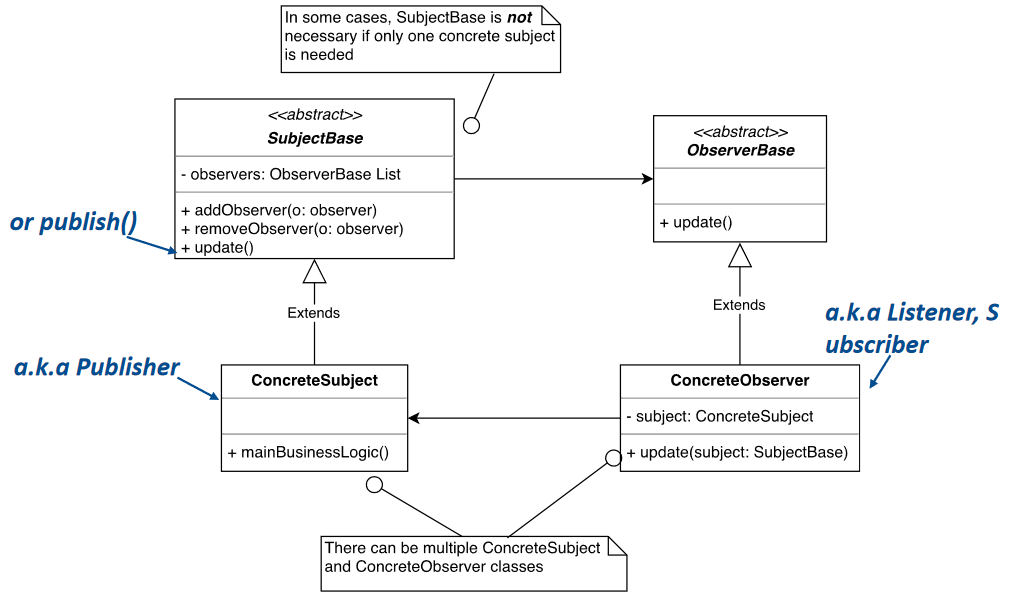 In some cases, SubjectBase is not
necessary if only one concrete subject
is needed
<<abstract>>
SubjectBase
- observers: ObserverBase List
+ addObserver(o: observer)
+ removeObserver(o: observer)
+ update()
or publish()
<<abstract>>
ObserverBase
+ update()
Extends
Extends
a.k.a Listener, S
ubscriber
a.k.a Publisher
ConcreteSubject
+ mainBusinessLogic()
ConcreteObserver
- subject: ConcreteSubject
+ update(subject: SubjectBase)
There can be multiple ConcreteSubject
and ConcreteObserver classes